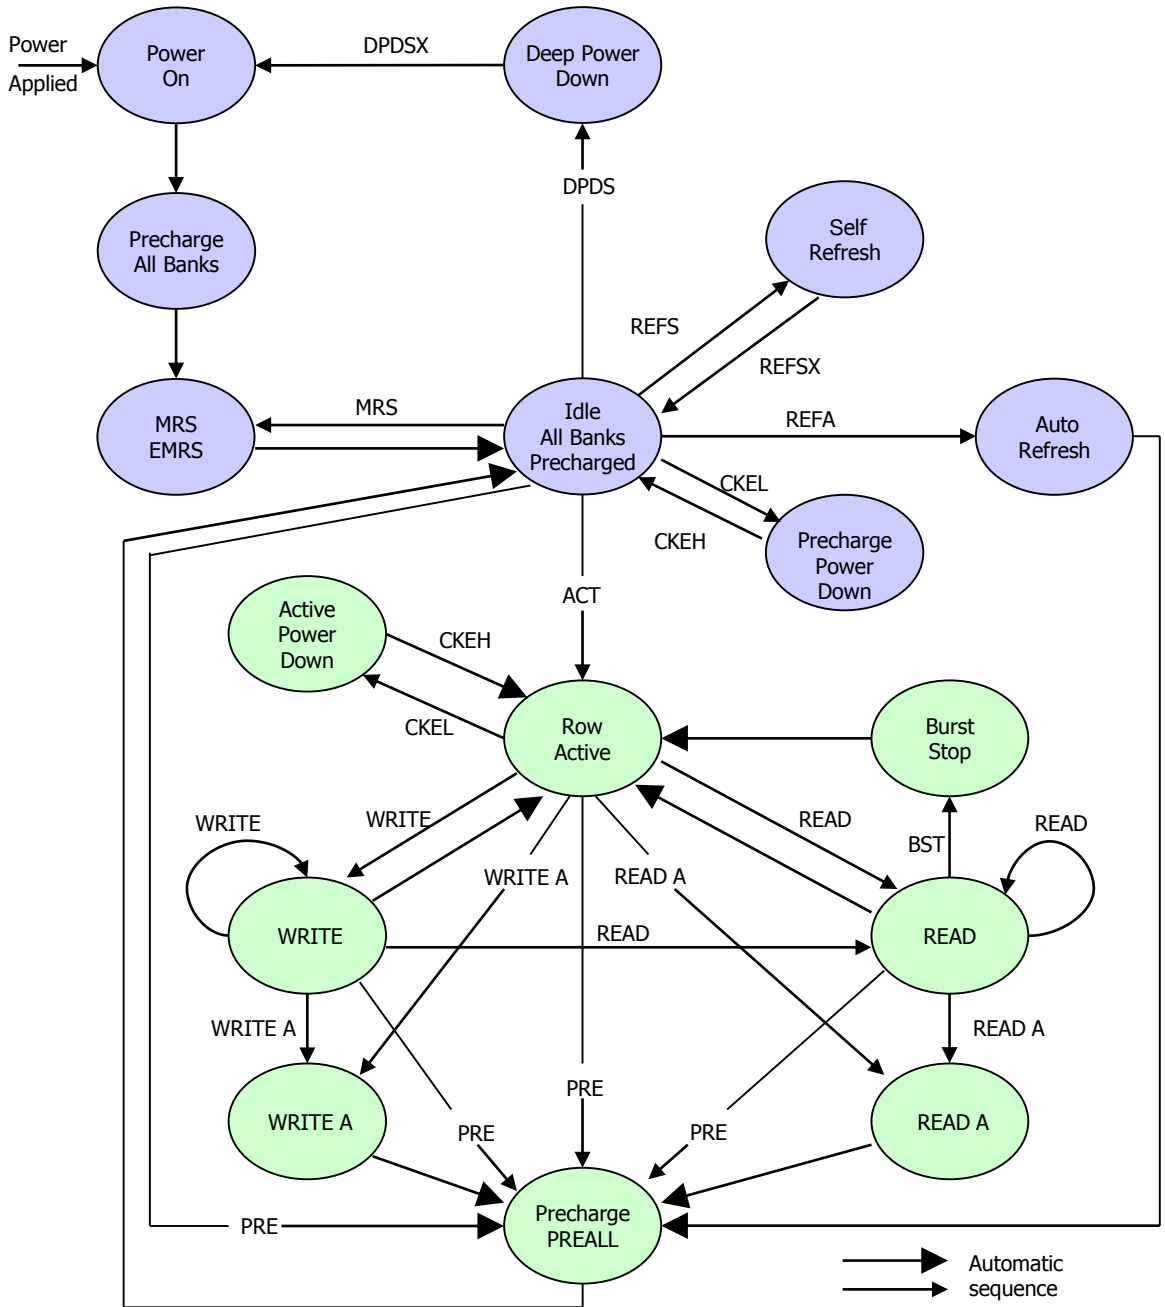 Power
Applied
Power
On
DPDSX
Deep Power
Down
DPDS
Precharge
All Banks
Self
Refresh
REFS
REFSX
MRS
EMRS
MRS
Idle
All Banks
Precharged
REFA
Auto
Refresh
CKEL
CKEH
Precharge
Power
Down
ACT
Active
Power
Down
CKEH
CKEL
Row
Active
Burst
Stop
WRITE
WRITE
READ
BST
READ
WRITE A
READ A
WRITE
READ
READ
WRITE A
READ A
WRITE A
PRE
PRE
PRE
READ A
PRE
Precharge
PREALL
Automatic
sequence